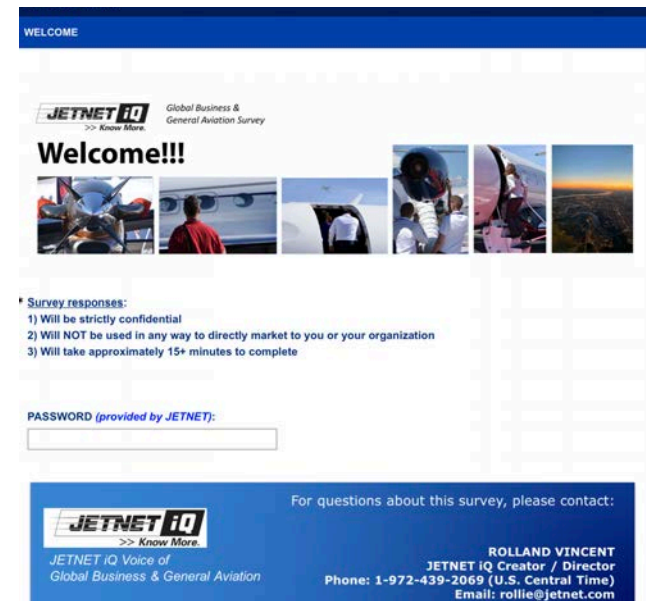 WELCOME
JETNET iQ
>> Know More.
Global Business &
General Aviation Survey
Welcome!!!
* Survey responses:
1) Will be strictly confidential
2) Will NOT be used in any way to directly market to you or your organization
3) Will take approximately 15+ minutes to complete
PASSWORD (provided by JETNET):
For questions about this survey, please contact:
JETNET iQ
>> Know More.
JETNET iQ Voice of
Global Business & General Aviation
ROLLAND VINCENT
JETNET iQ Creator / Director
Phone: 1-972-439-2069 (U.S. Central Time)
Email: rollie@jetnet.com